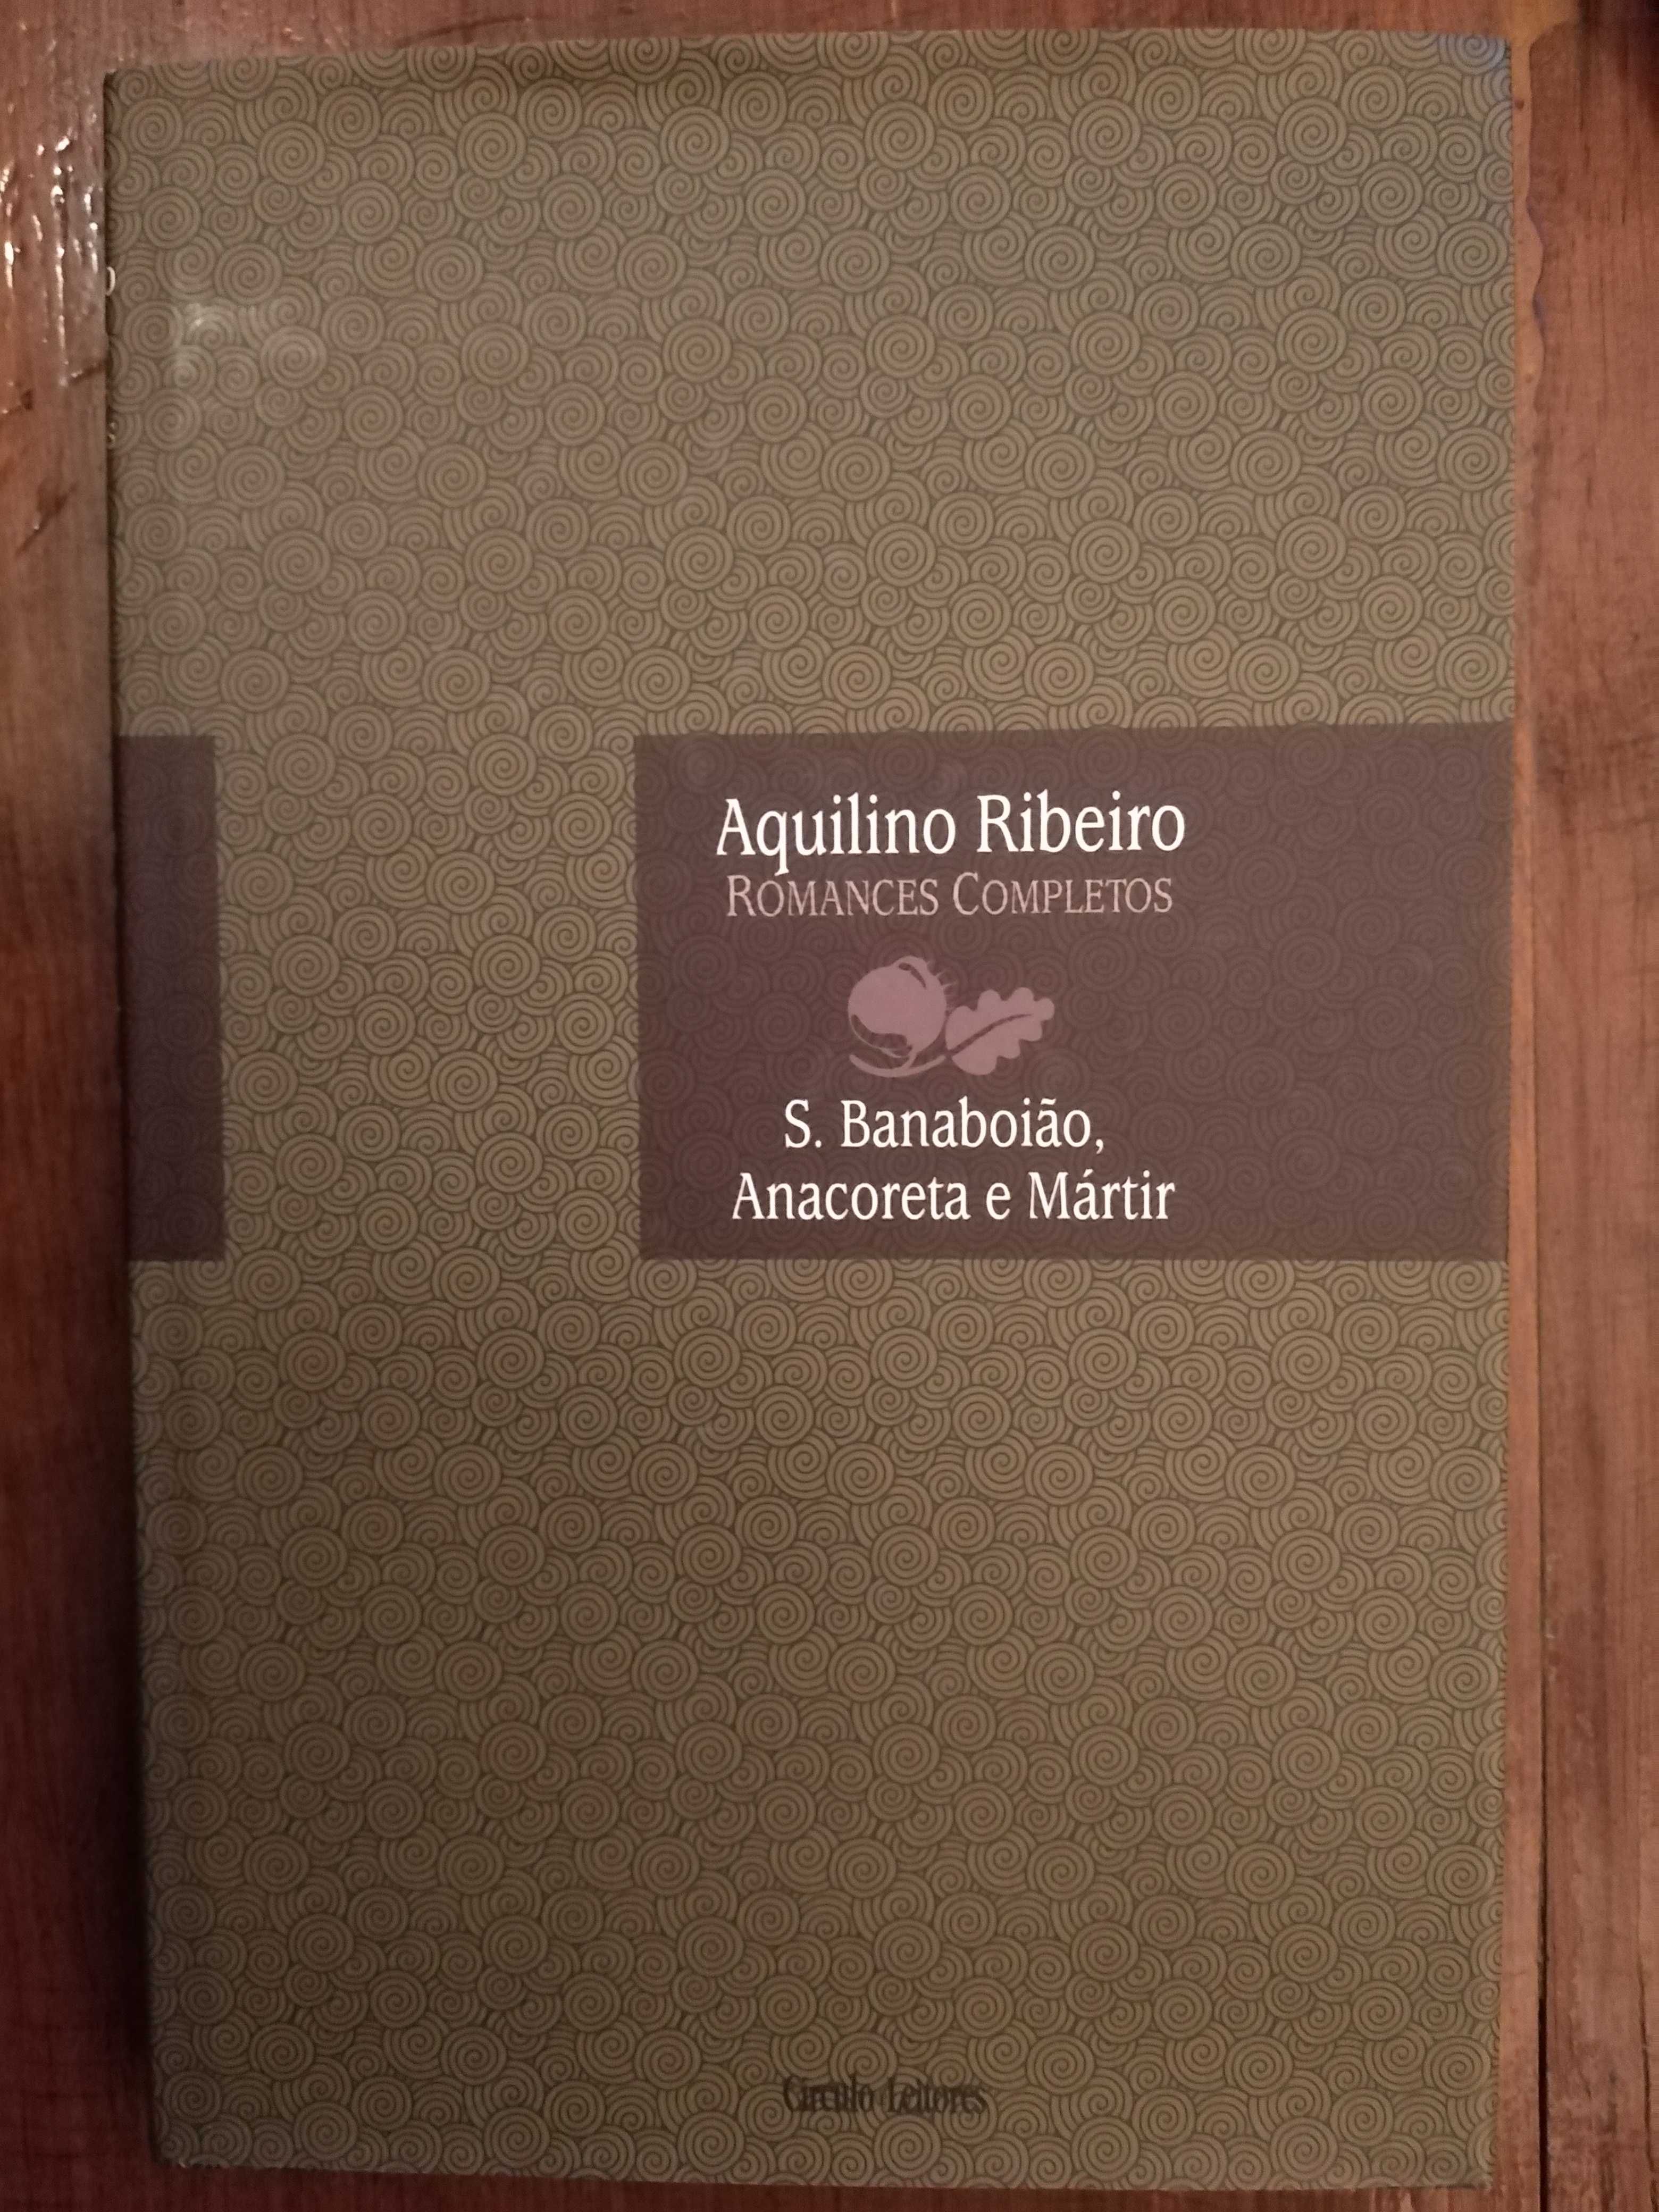 Aquilino Ribeiro
ROMANCES COMPLETOS
S. Banaboião,
Anacoreta e Mártir
Círculo Leitores